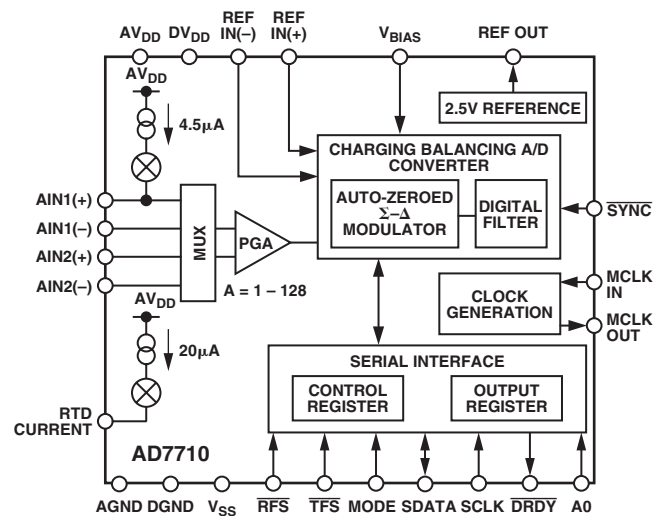 REF IN(–)
REF IN(+)
AVDD
DVDD
VBIAS
REF OUT
AVDD
4.5μA
2.5V REFERENCE
CHARGING BALANCING A/D
CONVERTER
AUTO-ZEROED
Σ–Δ
MODULATOR
DIGITAL
FILTER
AIN1(+)
AIN1(–)
AIN2(+)
AIN2(–)
MUX
PGA
A = 1 – 128
SYNC
MCLK
IN
CLOCK
GENERATION
MCLK
OUT
AVDD
20μA
SERIAL INTERFACE
CONTROL
REGISTER
OUTPUT
REGISTER
RTD
CURRENT
AD7710
AGND
DGND
VSS
RFS
TFS
MODE
SDATA
SCLK
DRDY
A0